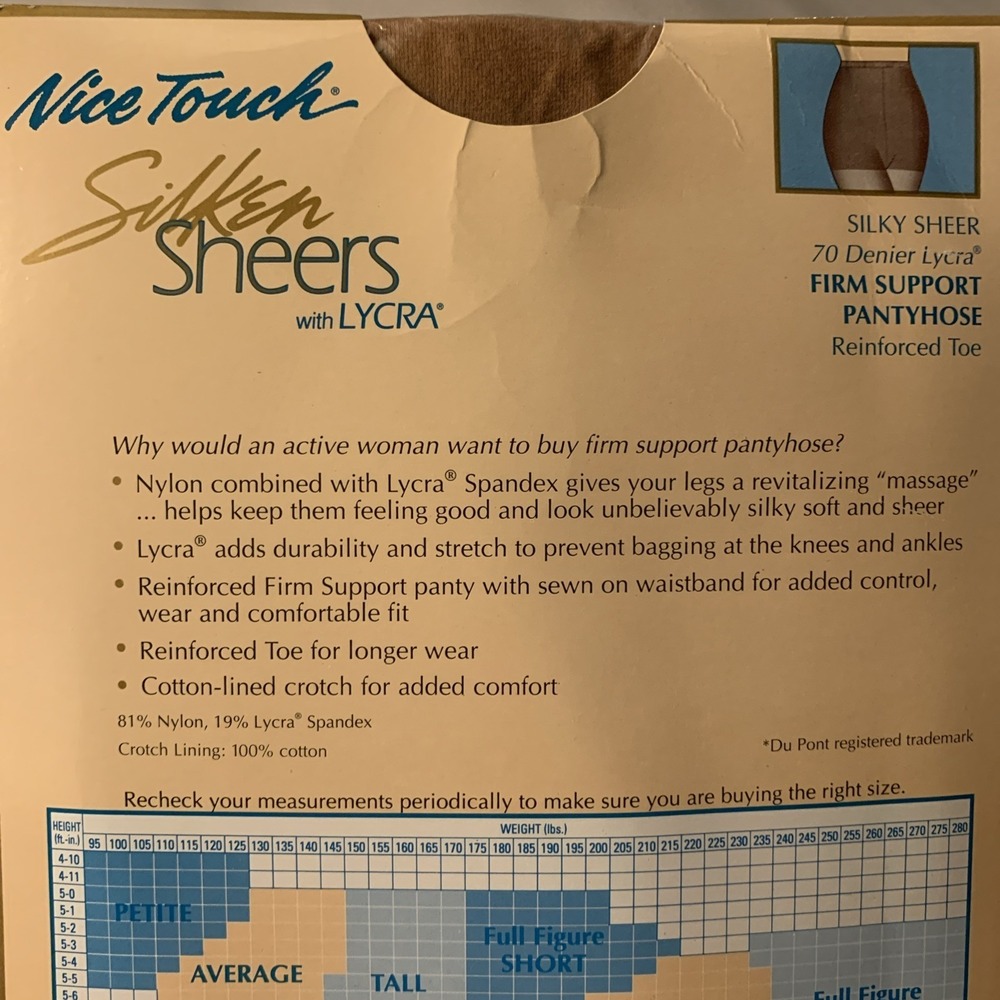 Nice Touch®
Silken
Sheers
with LYCRA®
SILKY SHEER
70 Denier Lycra®
FIRM SUPPORT
PANTYHOSE
Reinforced Toe
Why would an active woman want to buy firm support pantyhose?
• Nylon combined with Lycra® Spandex gives your legs a revitalizing “massage”
... helps keep them feeling good and look unbelievably silky soft and sheer
• Lycra® adds durability and stretch to prevent bagging at the knees and ankles
• Reinforced Firm Support panty with sewn on waistband for added control,
wear and comfortable fit
• Reinforced Toe for longer wear
• Cotton-lined crotch for added comfort
81% Nylon, 19% Lycra® Spandex
Crotch Lining: 100% cotton
*Du Pont registered trademark
Recheck your measurements periodically to make sure you are buying the right size.
HEIGHT
(ft.-in.)
WEIGHT (lbs.)
95 100 105 110 115 120 125 130 135 140 145 150 155 160 165 170 175 180 185 190 195 200 205 210 215 220 225 230 235 240 245 250 255 260 265 270 275 280
4-10
4-11
5-0
5-1
5-2
5-3
5-4
5-5
5-6
PETITE
AVERAGE
TALL
Full Figure
SHORT
Full Figure